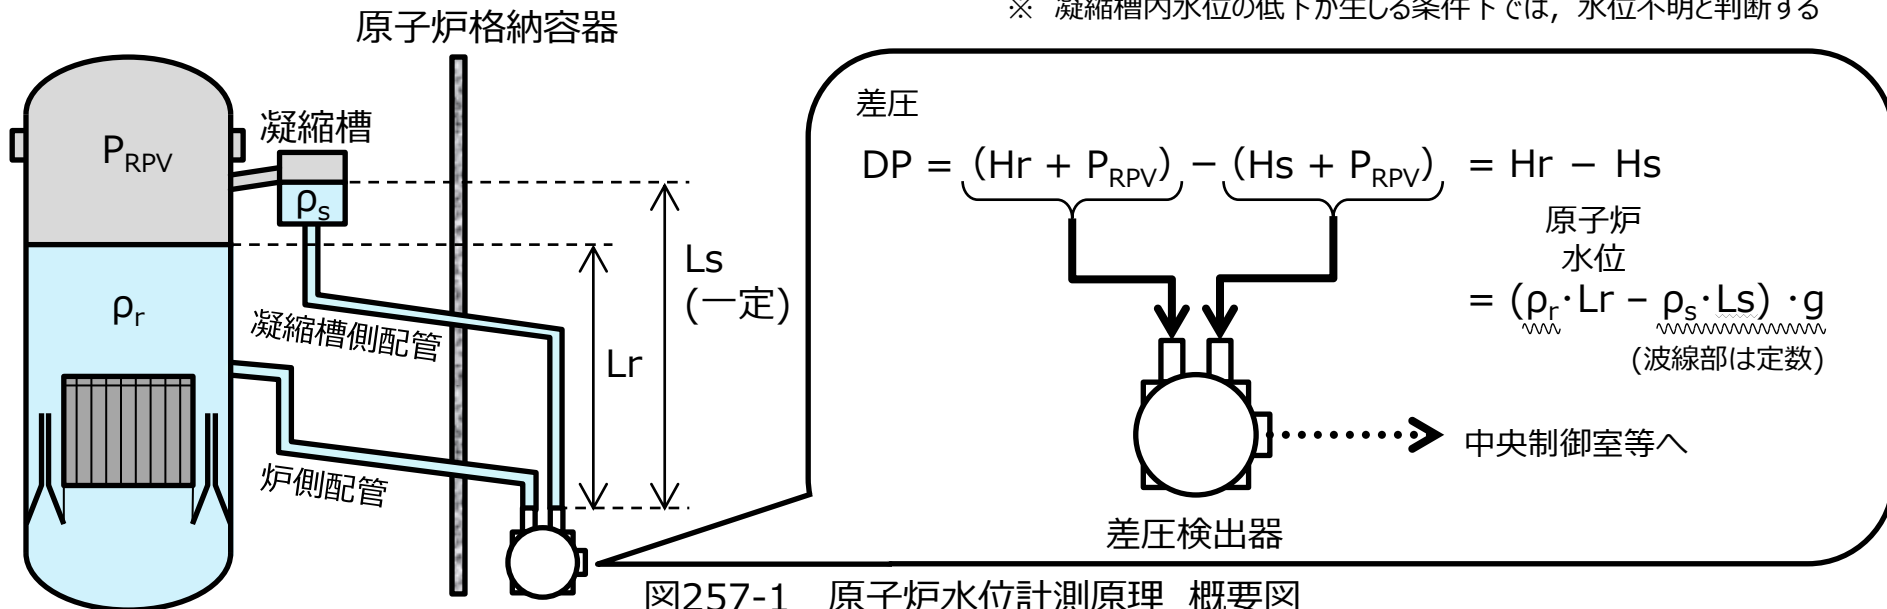 ※ 凝縮槽内水位の低下が生じる条件下では，水位不明と判断する
原子炉格納容器
凝縮槽
P_RPV
ρs
ρr
Ls
(一定)
Lr
凝縮槽側配管
炉側配管
差圧
DP = (Hr + P_RPV) − (Hs + P_RPV) = Hr − Hs
原子炉
水位
= (ρr･Lr – ρs･Ls) ･g
(波線部は定数)
中央制御室等へ
差圧検出器
図257-1 原子炉水位計測原理 概要図